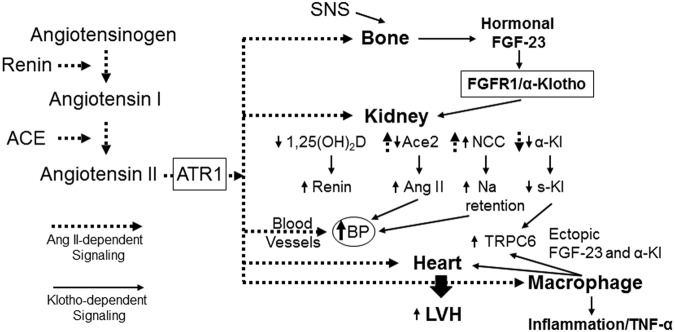 SNS
Angiotensinogen
Bone
Hormonal
FGF-23
Renin
FGFR1/α-Klotho
Angiotensin I
Kidney
ACE
1,25(OH)2D
Ace2
NCC
α-Kl
Angiotensin II
ATR1
Renin
Ang II
Na
retention
s-Kl
Blood
Vessels
BP
TRPC6
Ectopic
FGF-23 and α-Kl
Ang II-dependent
Signaling
Heart
Macrophage
Klotho-dependent
Signaling
LVH
Inflammation/TNF-α